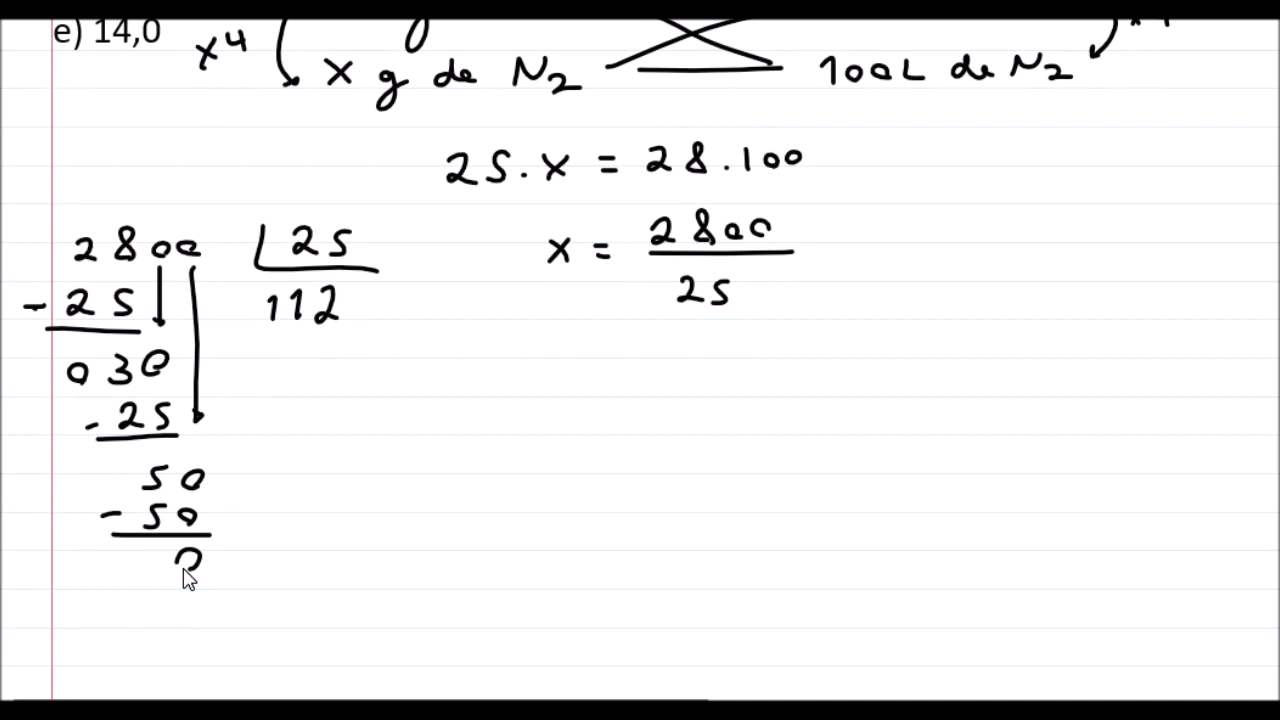 e) 14,0
x4
x g de N2
100L de N2
25.x = 28.100
x = 2800
25
2800 25
- 25 112
030
- 25
50
- 50
0